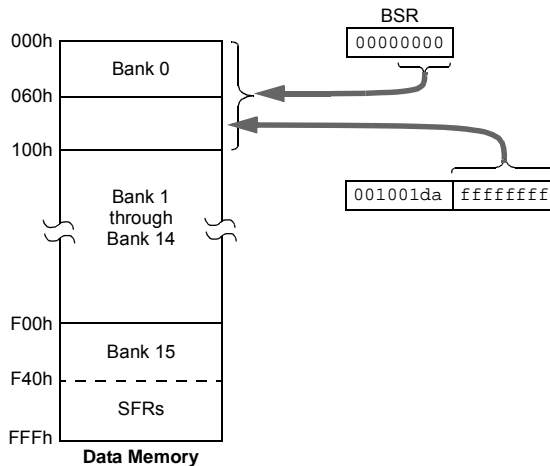 BSR
000h
00000000
Bank 0
060h
100h
001001da ffffffff
Bank 1
through
Bank 14
F00h
Bank 15
F40h
SFRs
FFFh
Data Memory